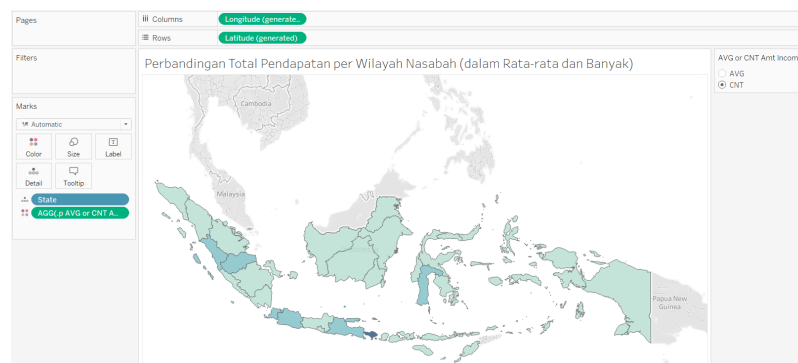 Pages
Columns
Longitude (generate..
Rows
Latitude (generated)
Filters
Perbandingan Total Pendapatan per Wilayah Nasabah (dalam Rata-rata dan Banyak)
AVG or CNT Amt Incom
AVG
CNT
Marks
Automatic
Color
Size
Label
Detail
Tooltip
State
AGG(.p AVG or CNT A..
Cambodia
Malaysia
Papua New
Guinea